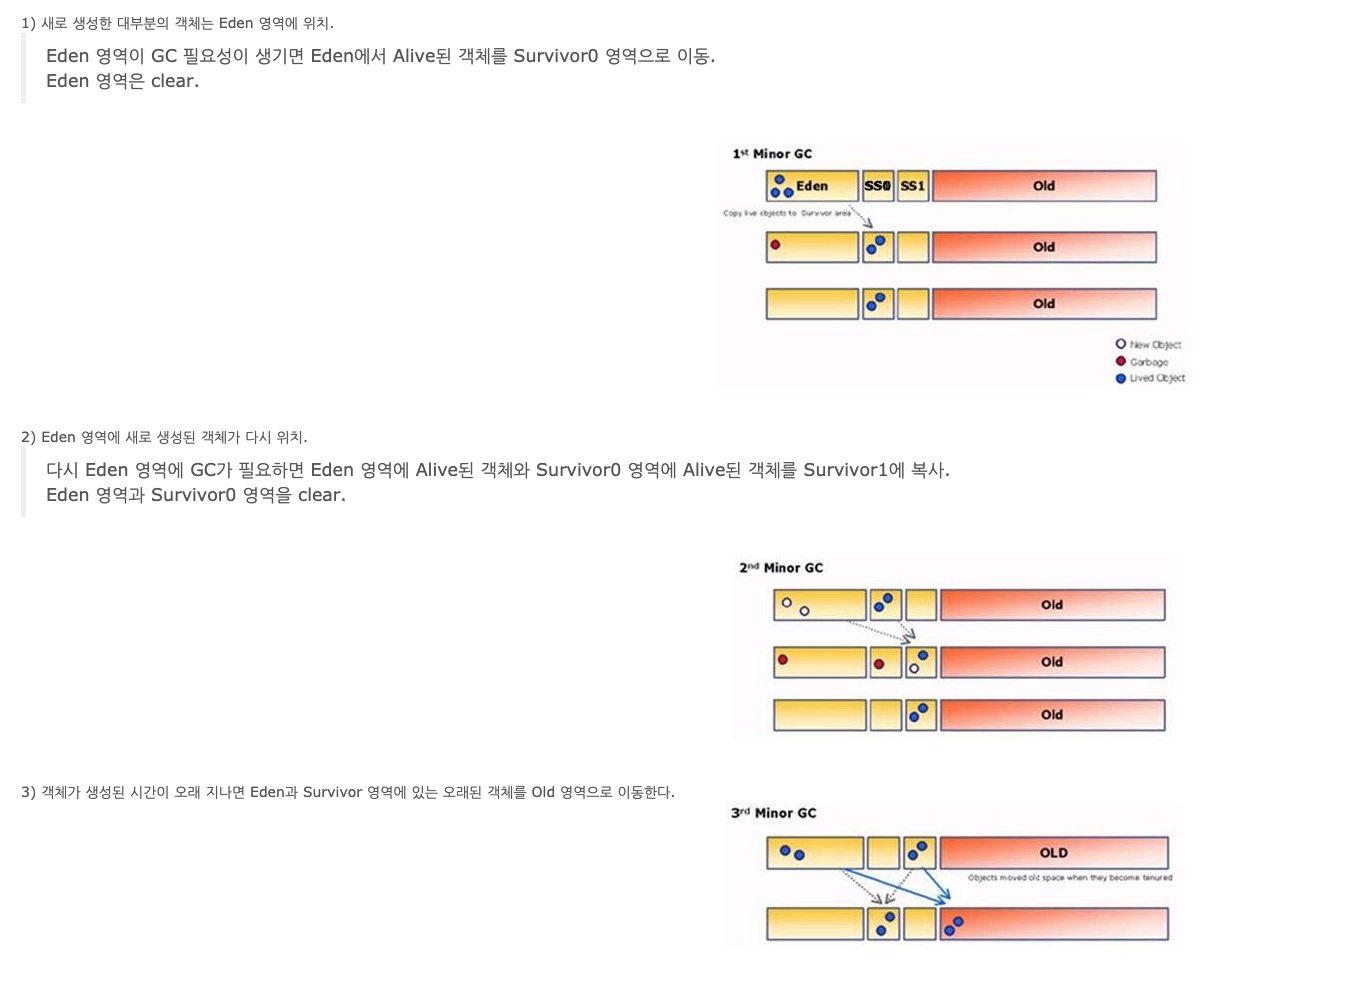 1) 새로 생성한 대부분의 객체는 Eden 영역에 위치.
Eden 영역이 GC 필요성이 생기면 Eden에서 Alive된 객체를 Survivor0 영역으로 이동.
Eden 영역은 clear.
1st Minor GC
Eden SS0 SS1 Old
Copy live objects to Survivor area
Old
Old
New Object
Garbage
Lived Object
2) Eden 영역에 새로 생성된 객체가 다시 위치.
다시 Eden 영역에 GC가 필요하면 Eden 영역에 Alive된 객체와 Survivor0 영역에 Alive된 객체를 Survivor1에 복사.
Eden 영역과 Survivor0 영역을 clear.
2nd Minor GC
Old
Old
Old
3) 객체가 생성된 시간이 오래 지나면 Eden과 Survivor 영역에 있는 오래된 객체를 Old 영역으로 이동한다.
3rd Minor GC
OLD
Objects moved old space when they become tenured